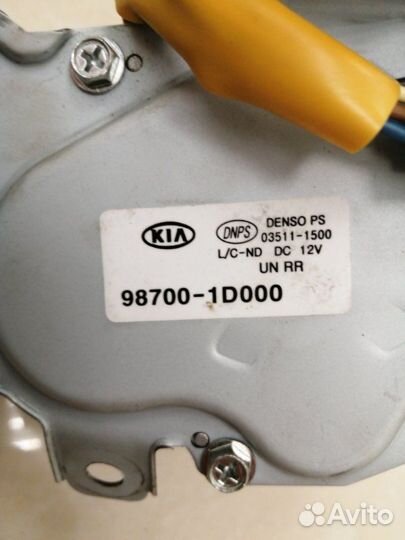 KIA DNPS DENSO PS
03511-1500
L/C-ND DC 12V
UN RR
98700-1D000
Avito